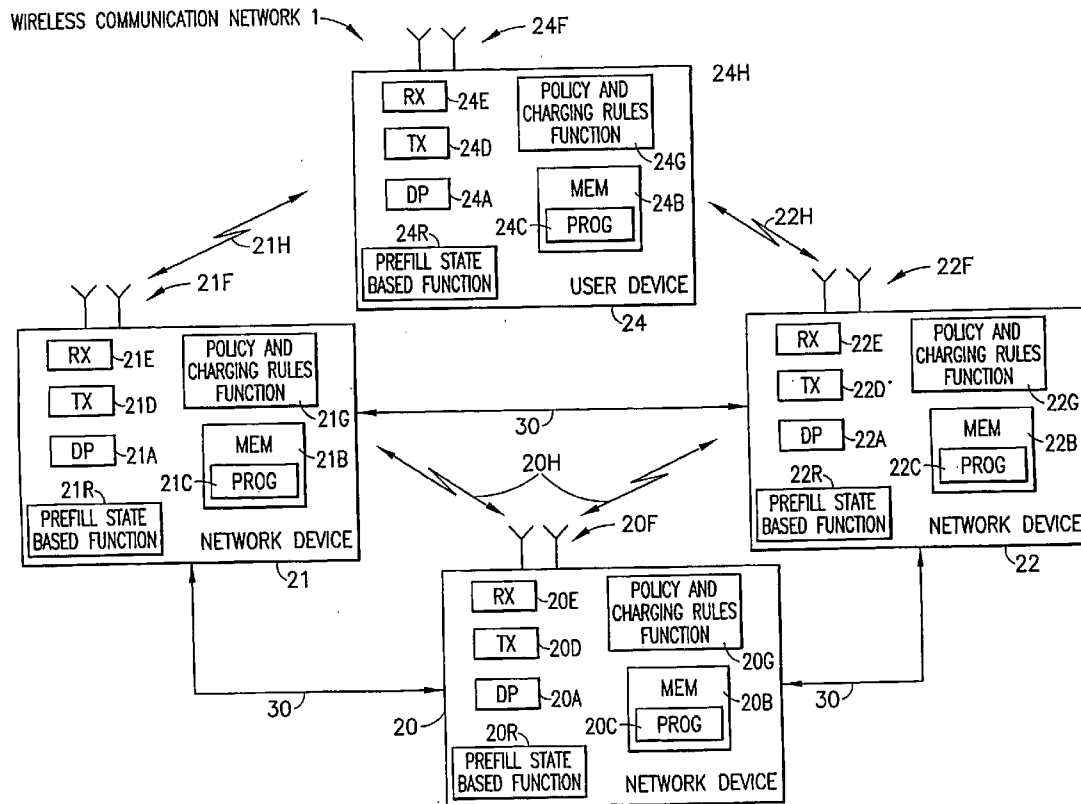 WIRELESS COMMUNICATION NETWORK 1
24F
24H
RX
24E
TX
24D
DP
24A
24R
PREFILL STATE
BASED FUNCTION
POLICY AND
CHARGING RULES
FUNCTION
24G
MEM
24B
24C
PROG
USER DEVICE
24
21H
22H
21F
RX
21E
TX
21D
DP
21A
21R
PREFILL STATE
BASED FUNCTION
POLICY AND
CHARGING RULES
FUNCTION
21G
MEM
21B
21C
PROG
NETWORK DEVICE
21
22F
RX
22E
TX
22D
DP
22A
22R
PREFILL STATE
BASED FUNCTION
POLICY AND
CHARGING RULES
FUNCTION
22G
MEM
22B
22C
PROG
NETWORK DEVICE
22
30
20H
20F
RX
20E
TX
20D
DP
20A
20R
PREFILL STATE
BASED FUNCTION
POLICY AND
CHARGING RULES
FUNCTION
20G
MEM
20B
20C
PROG
NETWORK DEVICE
20
30
30